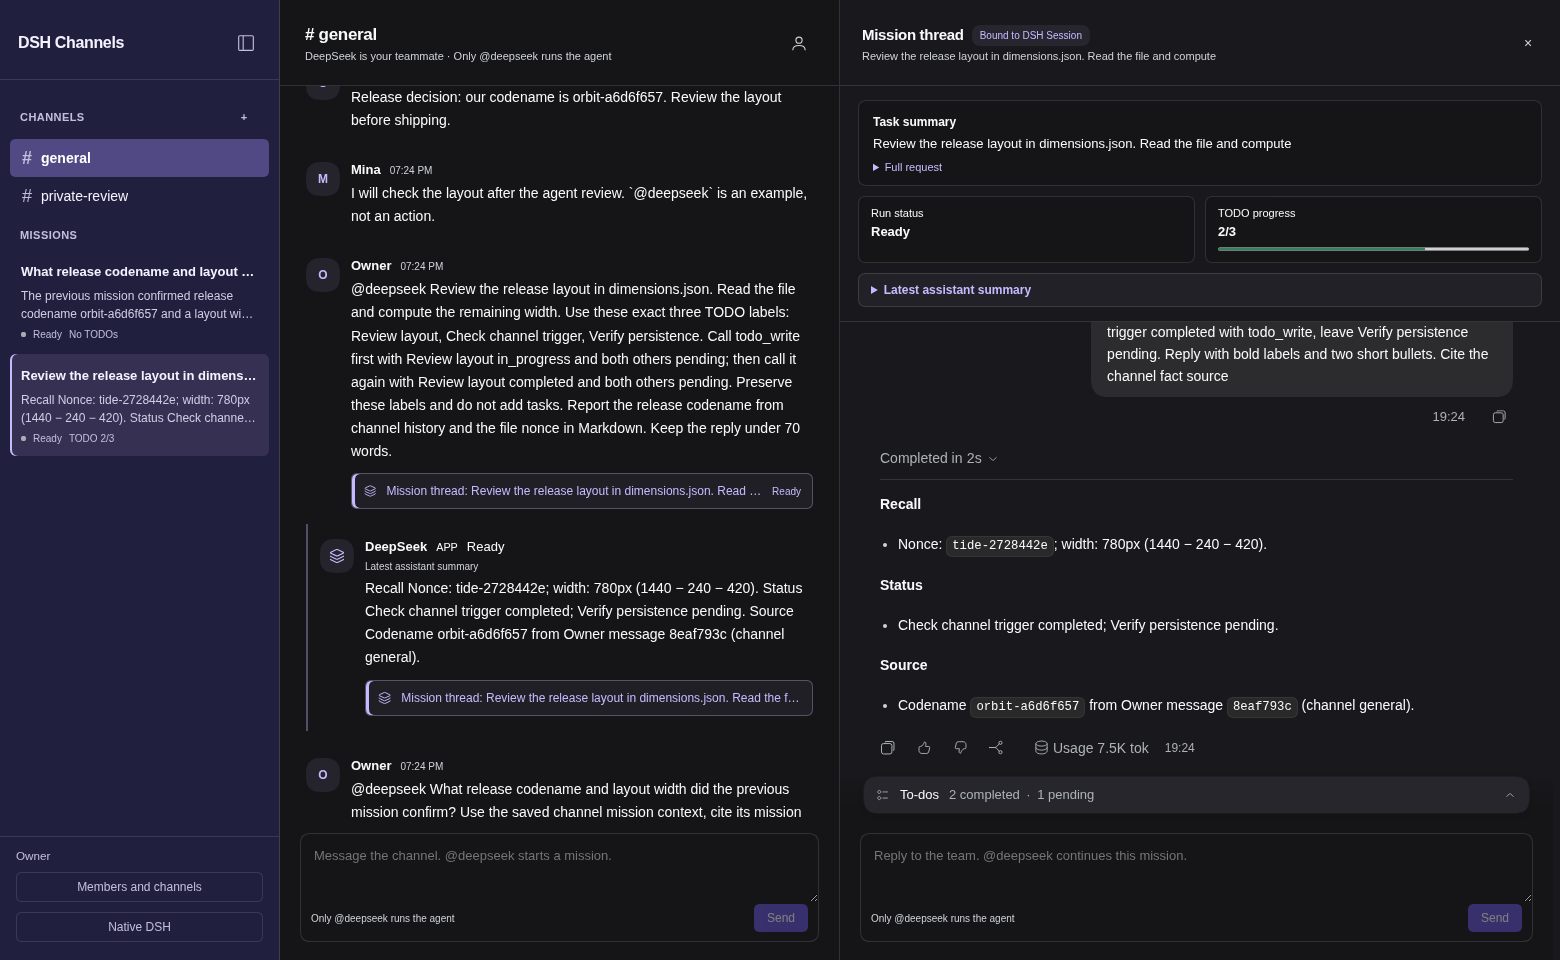 DSH Channels
CHANNELS
+
# general
# private-review
MISSIONS
What release codename and layout …
The previous mission confirmed release
codename orbit-a6d6f657 and a layout wi…
Ready No TODOs
Review the release layout in dimens…
Recall Nonce: tide-2728442e; width: 780px
(1440 − 240 − 420). Status Check channe…
Ready TODO 2/3
Owner
Members and channels
Native DSH
# general
DeepSeek is your teammate · Only @deepseek runs the agent
Release decision: our codename is orbit-a6d6f657. Review the layout
before shipping.
M
Mina 07:24 PM
I will check the layout after the agent review. `@deepseek` is an example,
not an action.
O
Owner 07:24 PM
@deepseek Review the release layout in dimensions.json. Read the file
and compute the remaining width. Use these exact three TODO labels:
Review layout, Check channel trigger, Verify persistence. Call todo_write
first with Review layout in_progress and both others pending; then call it
again with Review layout completed and both others pending. Preserve
these labels and do not add tasks. Report the release codename from
channel history and the file nonce in Markdown. Keep the reply under 70
words.
Mission thread: Review the release layout in dimensions.json. Read … Ready
DeepSeek APP Ready
Latest assistant summary
Recall Nonce: tide-2728442e; width: 780px (1440 − 240 − 420). Status
Check channel trigger completed; Verify persistence pending. Source
Codename orbit-a6d6f657 from Owner message 8eaf793c (channel
general).
Mission thread: Review the release layout in dimensions.json. Read the f…
O
Owner 07:24 PM
@deepseek What release codename and layout width did the previous
mission confirm? Use the saved channel mission context, cite its mission
Message the channel. @deepseek starts a mission.
Only @deepseek runs the agent
Send
Mission thread Bound to DSH Session
Review the release layout in dimensions.json. Read the file and compute
×
Task summary
Review the release layout in dimensions.json. Read the file and compute
Full request
Run status
Ready
TODO progress
2/3
Latest assistant summary
trigger completed with todo_write, leave Verify persistence
pending. Reply with bold labels and two short bullets. Cite the
channel fact source
19:24
Completed in 2s
Recall
Nonce: tide-2728442e; width: 780px (1440 − 240 − 420).
Status
Check channel trigger completed; Verify persistence pending.
Source
Codename orbit-a6d6f657 from Owner message 8eaf793c (channel general).
Usage 7.5K tok 19:24
To-dos 2 completed · 1 pending
Reply to the team. @deepseek continues this mission.
Only @deepseek runs the agent
Send